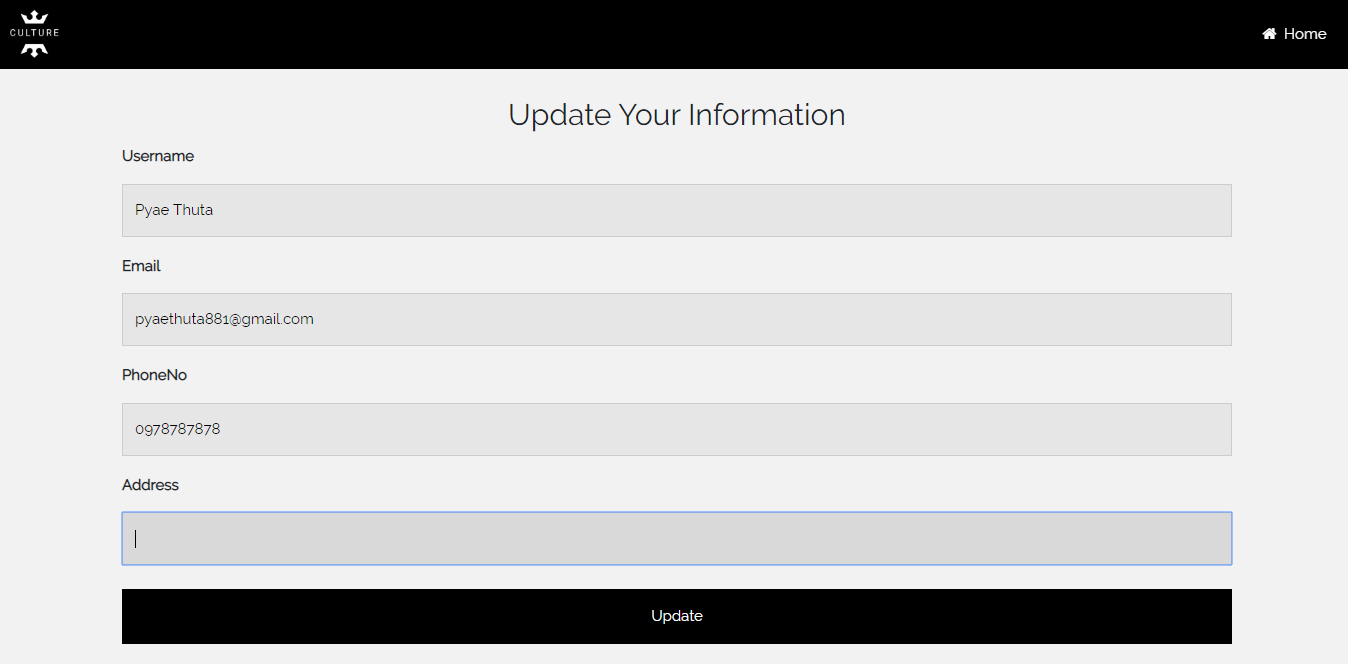 CULTURE
Home
Update Your Information
Username
Pyae Thuta
Email
pyaethuta881@gmail.com
PhoneNo
0978787878
Address
Update